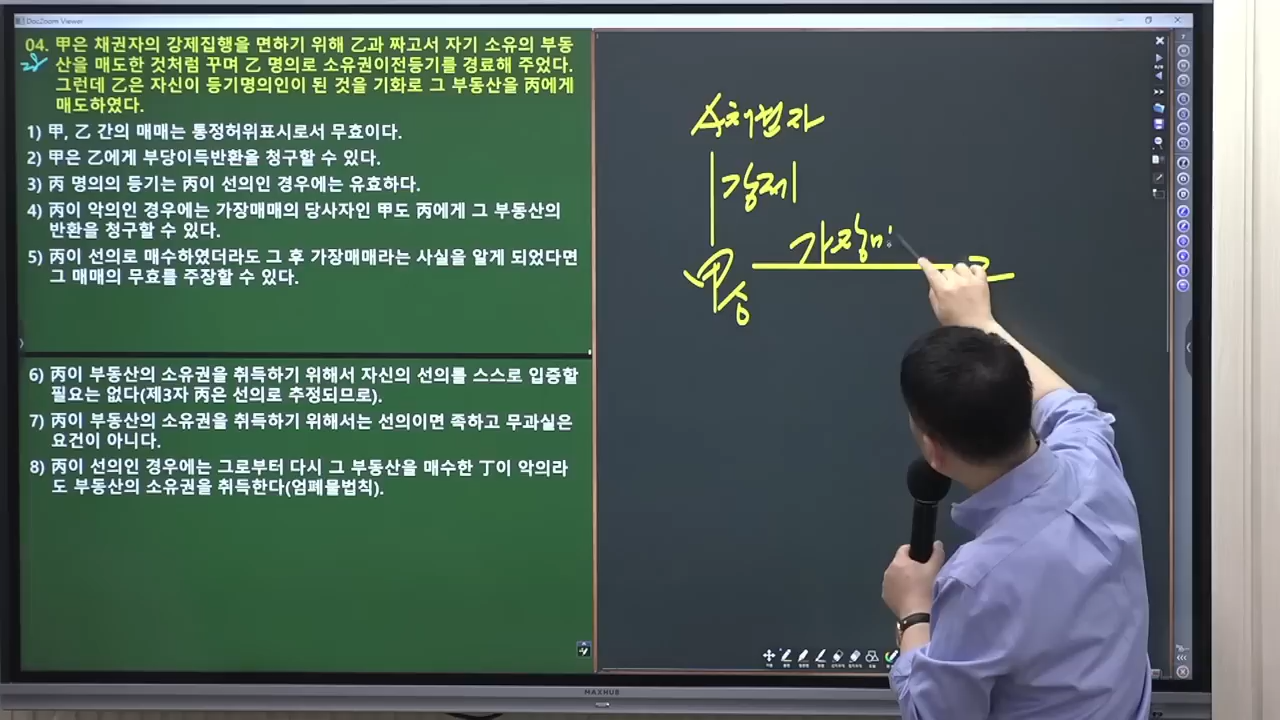 DocZoom Viewer
04. 甲은 채권자의 강제집행을 면하기 위해 乙과 짜고서 자기 소유의 부동
산을 매도한 것처럼 꾸며 乙 명의로 소유권이전등기를 경료해 주었다.
그런데 乙은 자신이 등기명의인이 된 것을 기화로 그 부동산을 丙에게
매도하였다.
1) 甲, 乙 간의 매매는 통정허위표시로서 무효이다.
2) 甲은 乙에게 부당이득반환을 청구할 수 있다.
3) 丙 명의의 등기는 丙이 선의인 경우에는 유효하다.
4) 丙이 악의인 경우에는 가장매매의 당사자인 甲도 丙에게 그 부동산의
반환을 청구할 수 있다.
5) 丙이 선의로 매수하였더라도 그 후 가장매매라는 사실을 알게 되었다면
그 매매의 무효를 주장할 수 있다.
6) 丙이 부동산의 소유권을 취득하기 위해서 자신의 선의를 스스로 입증할
필요는 없다(제3자 丙은 선의로 추정되므로).
7) 丙이 부동산의 소유권을 취득하기 위해서는 선의이면 족하고 무과실은
요건이 아니다.
8) 丙이 선의인 경우에는 그로부터 다시 그 부동산을 매수한 丁이 악의라
도 부동산의 소유권을 취득한다(엄폐물법칙).
채권자
강제
가장
甲
MAXHUB